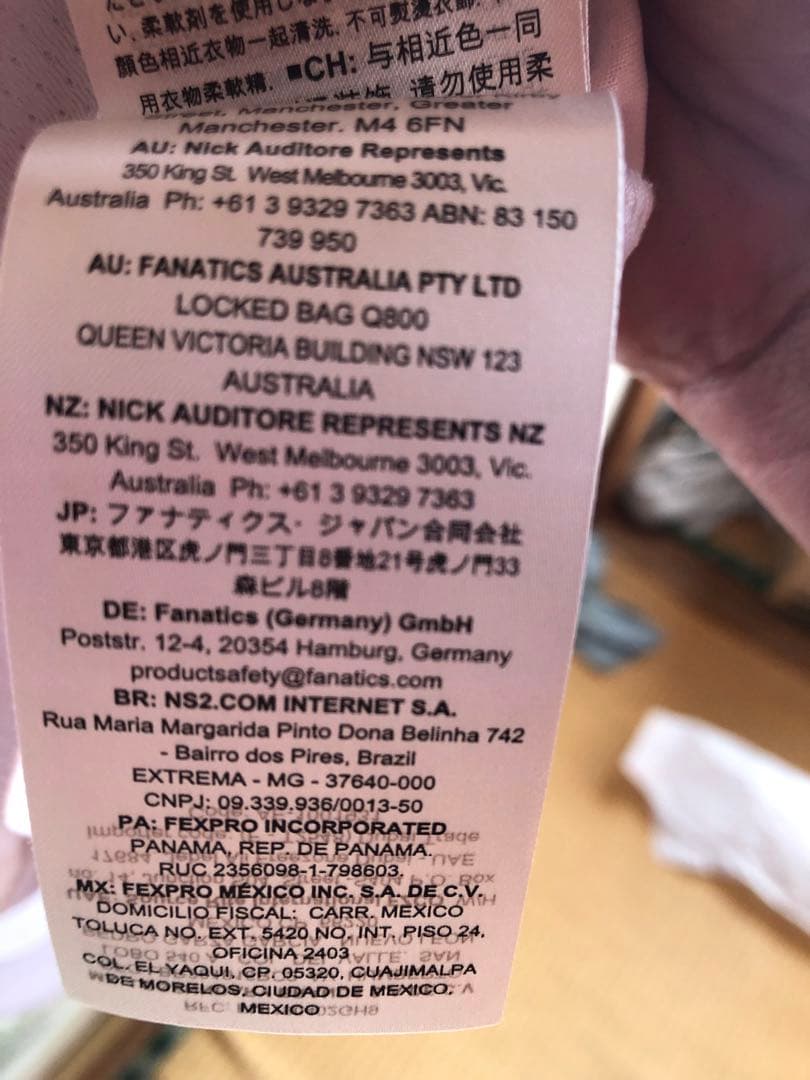 い, 柔軟剤を使用し
顏色相近衣物一起清洗. 不可熨燙衣飾.
用衣物柔軟精. ■CH: 与相近色一同
请勿使用柔
Manchester, Greater
Manchester. M4 6FN
AU: Nick Auditore Represents
350 King St. West Melbourne 3003, Vic.
Australia Ph: +61 3 9329 7363 ABN: 83 150
739 950
AU: FANATICS AUSTRALIA PTY LTD
LOCKED BAG Q800
QUEEN VICTORIA BUILDING NSW 123
AUSTRALIA
NZ: NICK AUDITORE REPRESENTS NZ
350 King St. West Melbourne 3003, Vic.
Australia Ph: +61 3 9329 7363
JP: ファナティクス・ジャパン合同会社
東京都港区虎ノ門三丁目8番地21号虎ノ門33
森ビル8階
DE: Fanatics (Germany) GmbH
Poststr. 12-4, 20354 Hamburg, Germany
productsafety@fanatics.com
BR: NS2.COM INTERNET S.A.
Rua Maria Margarida Pinto Dona Belinha 742
- Bairro dos Pires, Brazil
EXTREMA - MG - 37640-000
CNPJ: 09.339.936/0013-50
PA: FEXPRO INCORPORATED
PANAMA, REP. DE PANAMA.
RUC 2356098-1-798603.
MX: FEXPRO MÉXICO INC. S.A. DE C.V.
DOMICILIO FISCAL: CARR. MEXICO
TOLUCA NO. EXT. 5420 NO. INT. PISO 24,
OFICINA 2403
COL. EL YAQUI, CP. 05320, CUAJIMALPA
DE MORELOS, CIUDAD DE MEXICO,
MEXICO